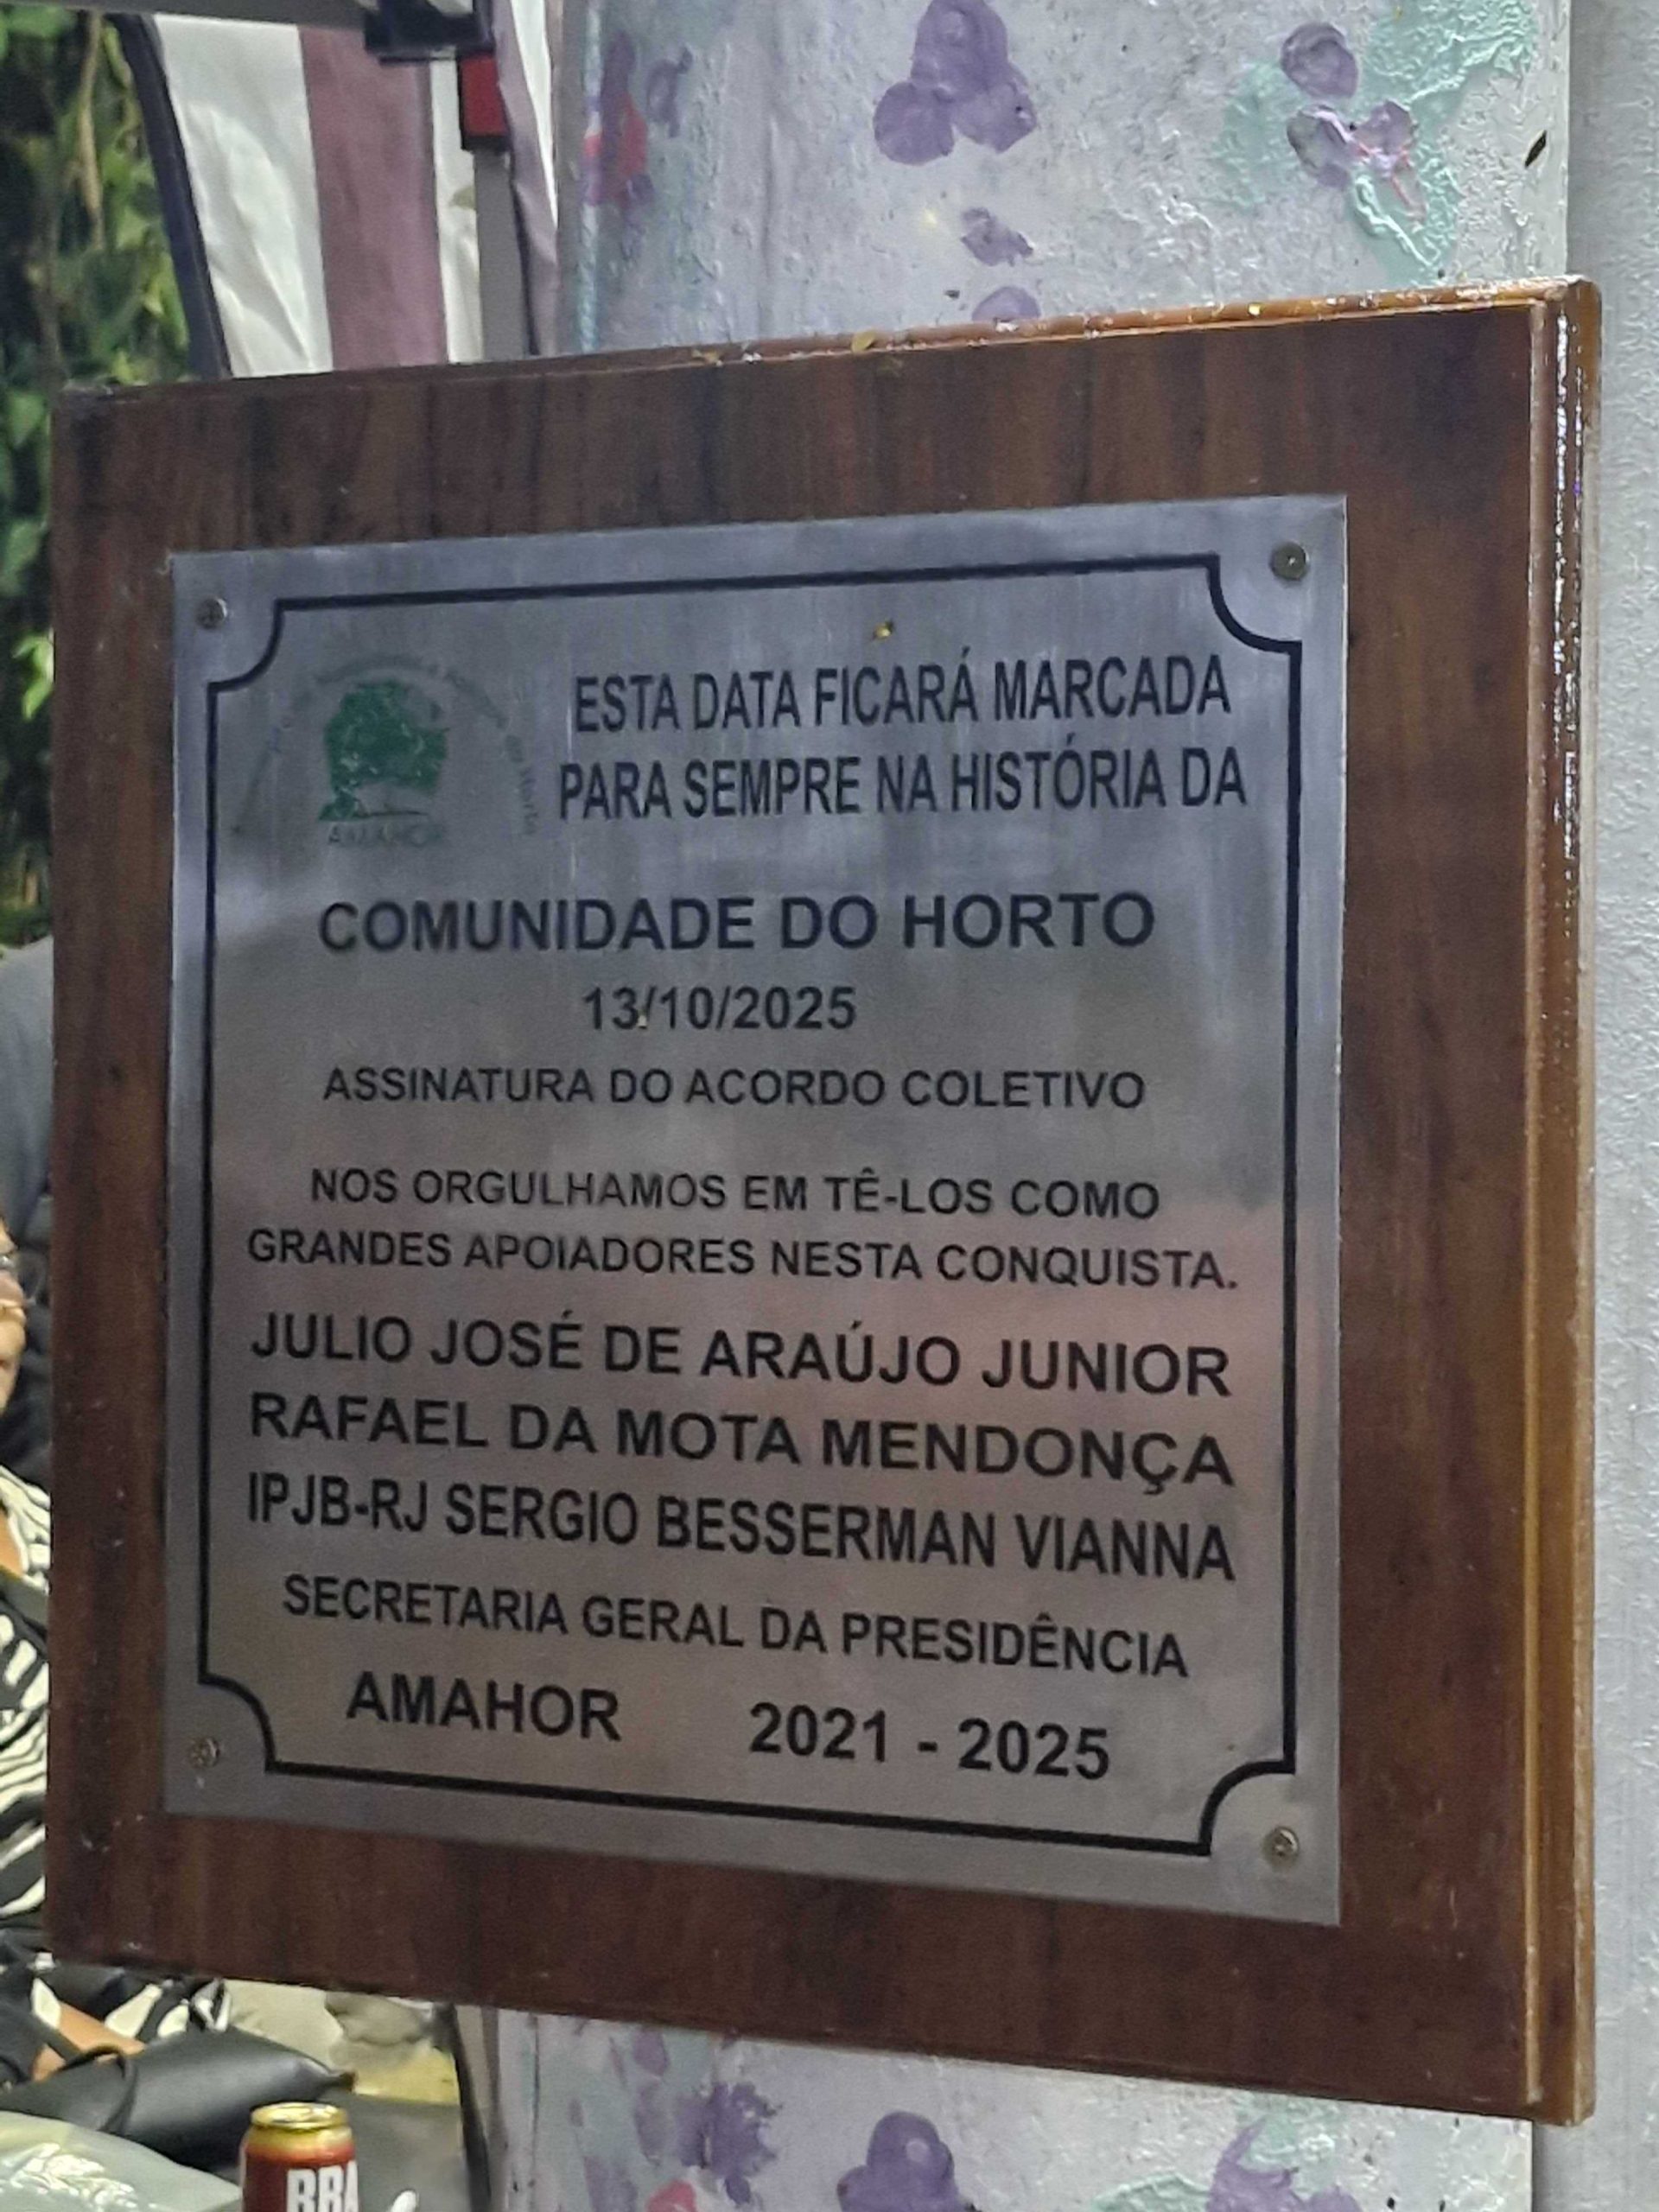 AMAHOR
ESTA DATA FICARÁ MARCADA
PARA SEMPRE NA HISTÓRIA DA
COMUNIDADE DO HORTO
13/10/2025
ASSINATURA DO ACORDO COLETIVO
NOS ORGULHAMOS EM TÊ-LOS COMO
GRANDES APOIADORES NESTA CONQUISTA.
JULIO JOSÉ DE ARAÚJO JUNIOR
RAFAEL DA MOTA MENDONÇA
IPJB-RJ SERGIO BESSERMAN VIANNA
SECRETARIA GERAL DA PRESIDÊNCIA
AMAHOR 2021 - 2025
BRA